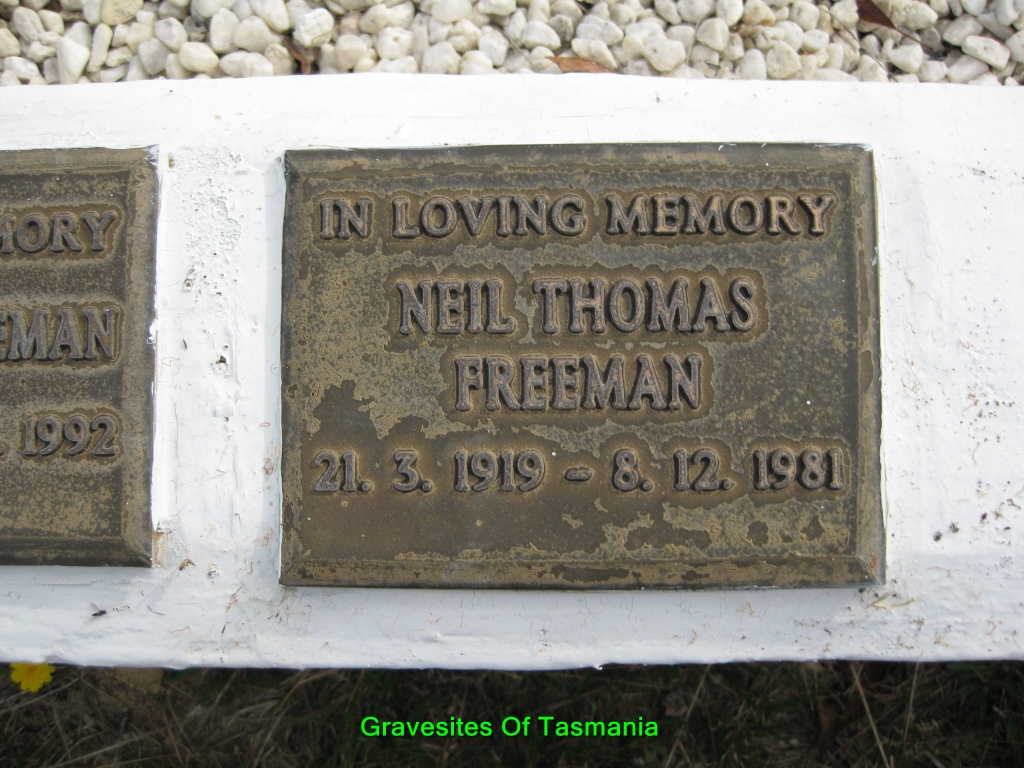 MORY
EMAN
1992
IN LOVING MEMORY
NEIL THOMAS
FREEMAN
21. 3. 1919 - 8. 12. 1981
Gravesites Of Tasmania